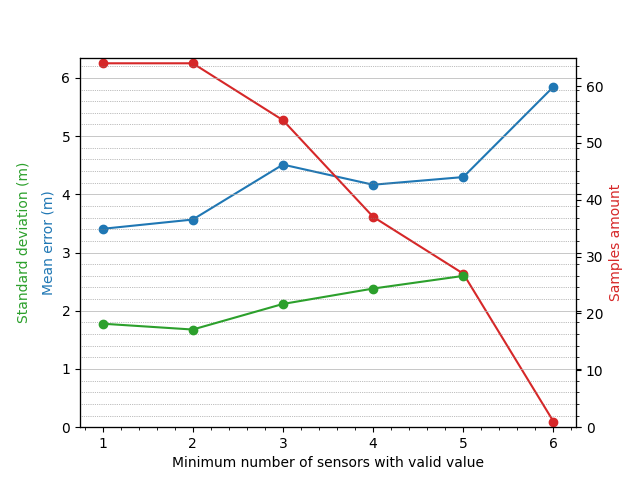 Standard deviation (m)
Mean error (m)
6
5
4
3
2
1
0
60
50
40
30
20
10
0
Samples amount
1 2 3 4 5 6
Minimum number of sensors with valid value